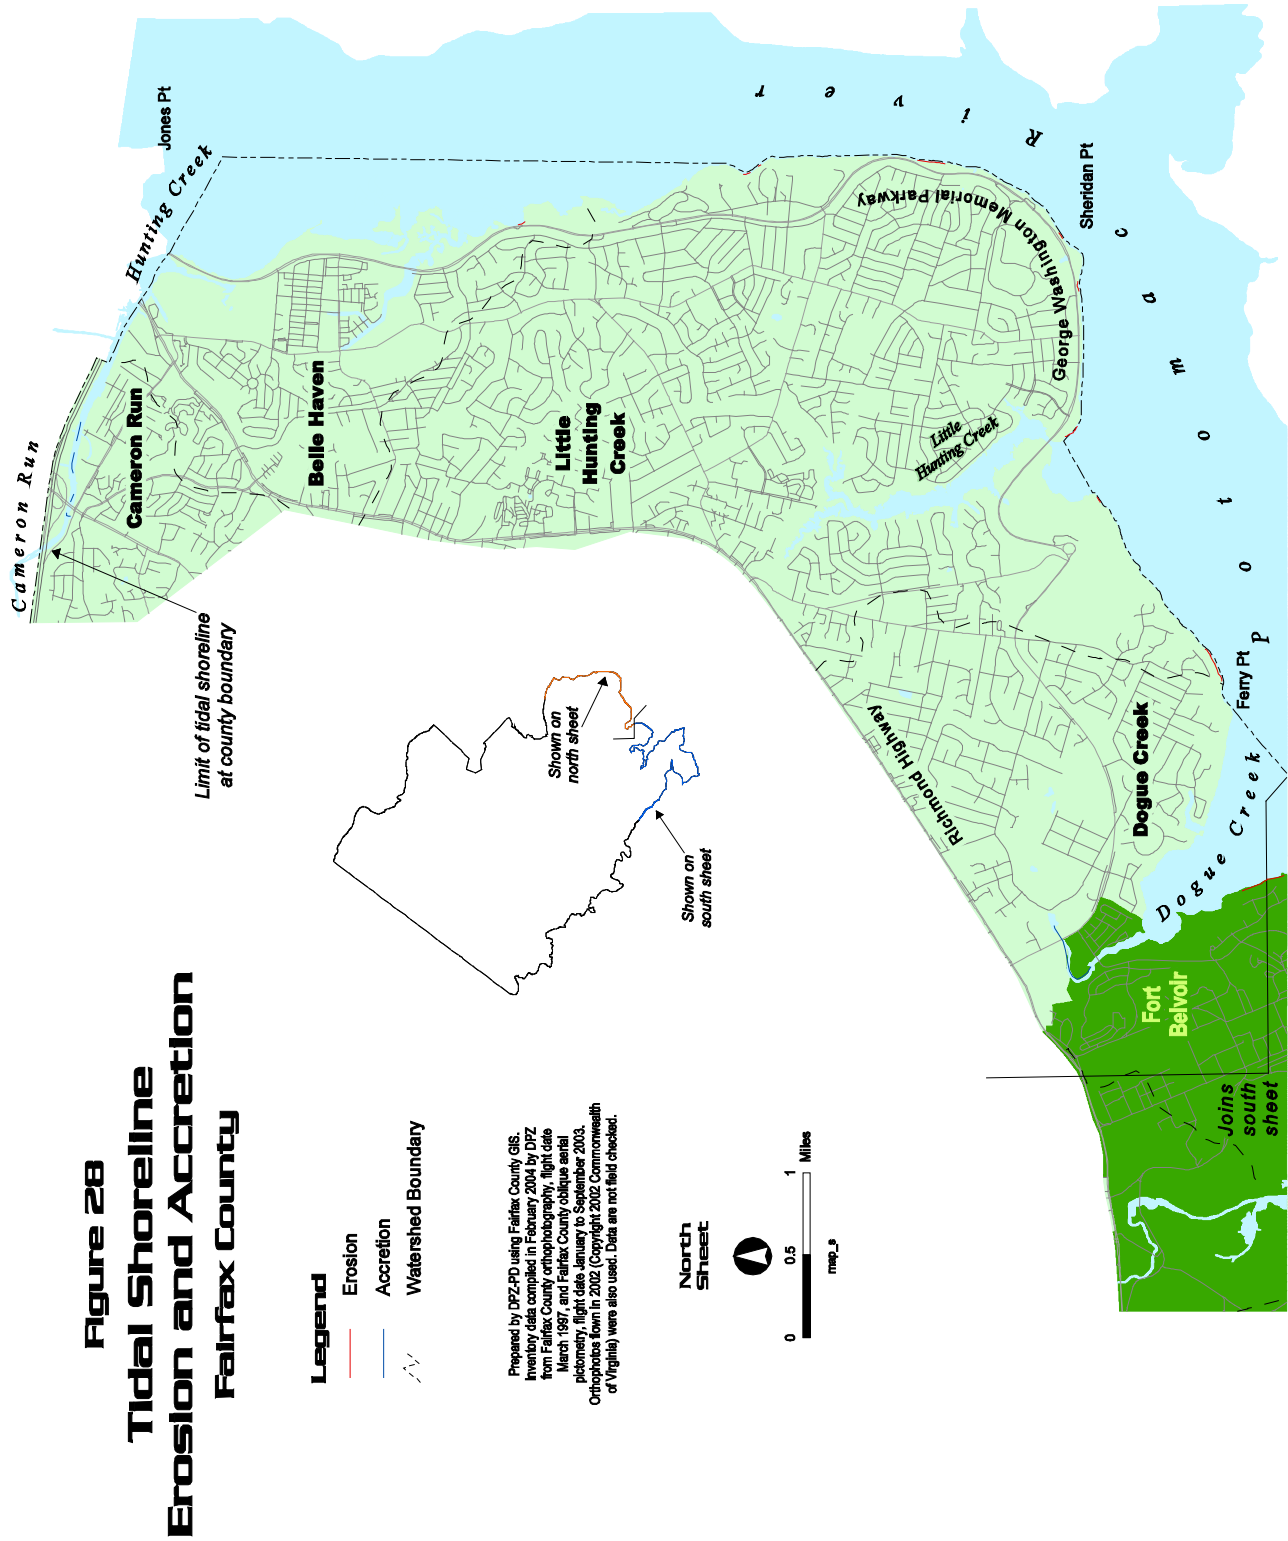 Figure 28
Tidal Shoreline
Erosion and Accretion
Fairfax County
Legend
Erosion
Accretion
Watershed Boundary
Prepared by DPZ-PD using Fairfax County GIS.
Inventory data compiled in February 2004 by DPZ
from Fairfax County orthophotography, flight date
March 1997, and Fairfax County oblique aerial
pictometry, flight date January to September 2003.
Orthophotos flown in 2002 (Copyright 2002 Commonwealth
of Virginia) were also used. Data are not field checked.
North
Sheet
0 0.5 1 Miles
map_s
Limit of tidal shoreline
at county boundary
Shown on
north sheet
Shown on
south sheet
Cameron Run
Cameron Run
Hunting Creek
Jones Pt
Belle Haven
Little
Hunting
Creek
Little
Hunting Creek
George Washington Memorial Parkway
Sheridan Pt
Potomac River
Richmond Highway
Dogue Creek
Ferry Pt
Dogue Creek
Fort
Belvoir
Joins
south
sheet